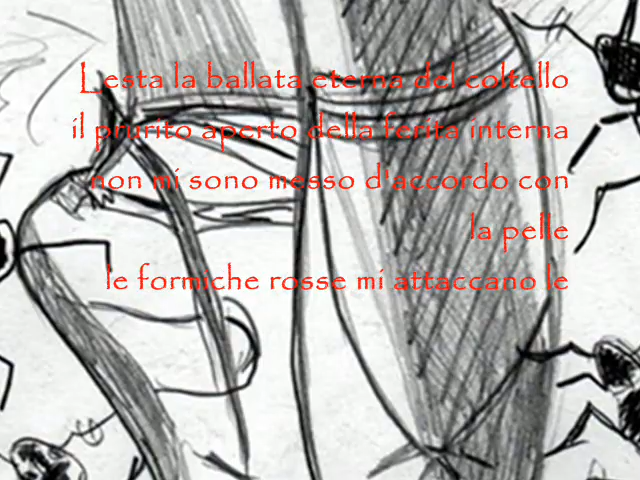 Lesta la ballata eterna del coltello
il prurito aperto della ferita interna
non mi sono messo d'accordo con
la pelle
le formiche rosse mi attaccano le